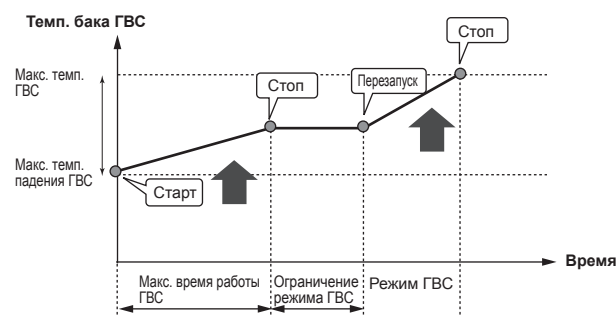 Темп. бака ГВС
Стоп
Макс. темп.
ГВС
Стоп
Перезапуск
Макс. темп.
падения ГВС
Старт
Время
Макс. время работы
ГВС
Ограничение
режима ГВС
Режим ГВС